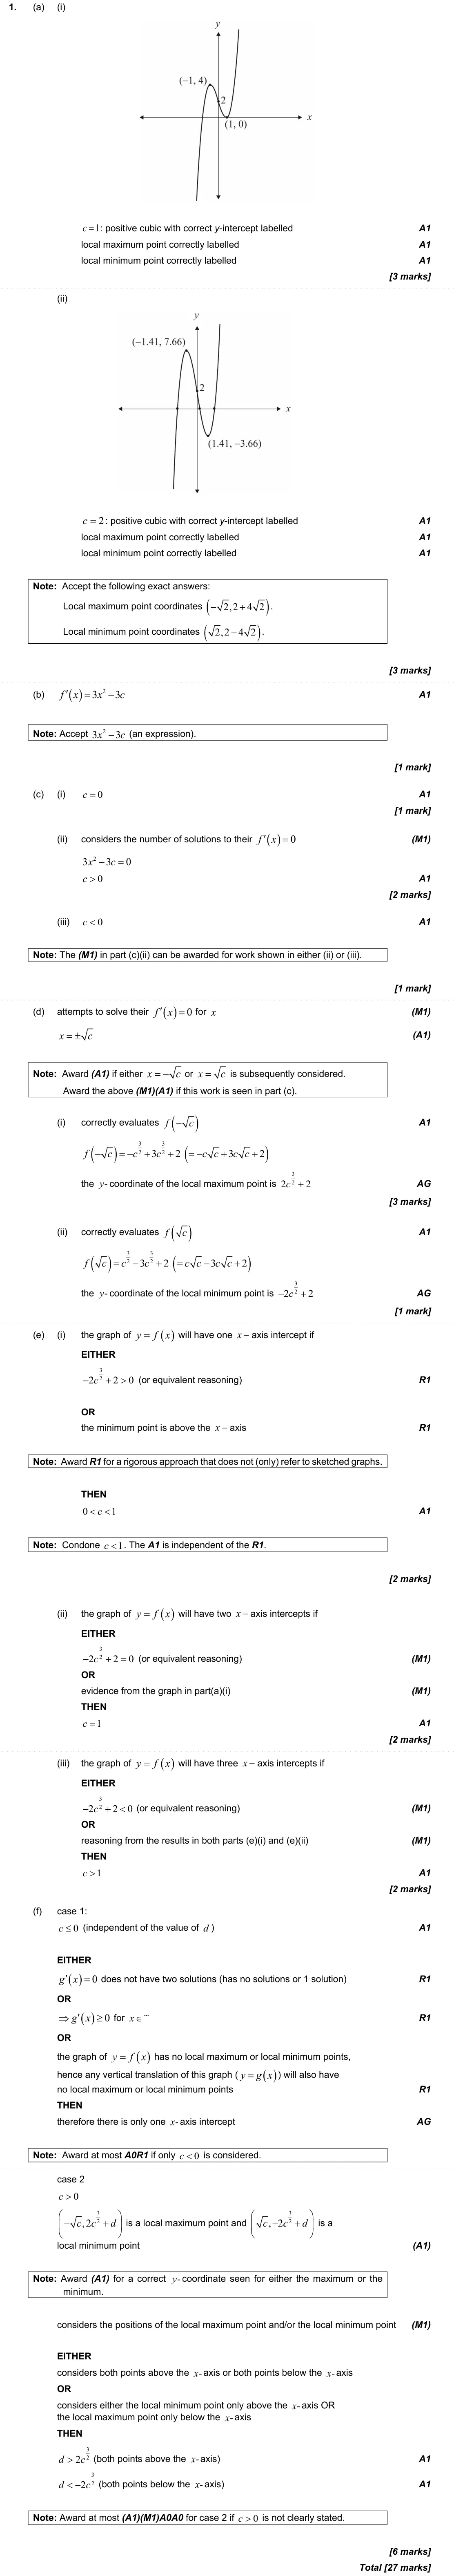 1. (a) (i)
y
(−1, 4)
2
x
(1, 0)
c = 1: positive cubic with correct y-intercept labelled A1
local maximum point correctly labelled A1
local minimum point correctly labelled A1
[3 marks]
(ii)
y
(−1.41, 7.66)
2
x
(1.41, −3.66)
c = 2: positive cubic with correct y-intercept labelled A1
local maximum point correctly labelled A1
local minimum point correctly labelled A1
Note: Accept the following exact answers:
Local maximum point coordinates (−√2, 2 + 4√2).
Local minimum point coordinates (√2, 2 − 4√2).
[3 marks]
(b) f′(x) = 3x² − 3c A1
Note: Accept 3x² − 3c (an expression).
[1 mark]
(c) (i) c = 0 A1
[1 mark]
(ii) considers the number of solutions to their f′(x) = 0 (M1)
3x² − 3c = 0
c > 0 A1
[2 marks]
(iii) c < 0 A1
Note: The (M1) in part (c)(ii) can be awarded for work shown in either (ii) or (iii).
[1 mark]
(d) attempts to solve their f′(x) = 0 for x (M1)
x = ±√c (A1)
Note: Award (A1) if either x = −√c or x = √c is subsequently considered.
Award the above (M1)(A1) if this work is seen in part (c).
(i) correctly evaluates f(−√c) A1
f(−√c) = −c^(3/2) + 3c^(3/2) + 2 (= −c√c + 3c√c + 2)
the y- coordinate of the local maximum point is 2c^(3/2) + 2 AG
[3 marks]
(ii) correctly evaluates f(√c) A1
f(√c) = c^(3/2) − 3c^(3/2) + 2 (= c√c − 3c√c + 2)
the y- coordinate of the local minimum point is −2c^(3/2) + 2 AG
[1 mark]
(e) (i) the graph of y = f(x) will have one x − axis intercept if
EITHER
−2c^(3/2) + 2 > 0 (or equivalent reasoning) R1
OR
the minimum point is above the x − axis R1
Note: Award R1 for a rigorous approach that does not (only) refer to sketched graphs.
THEN
0 < c < 1 A1
Note: Condone c < 1. The A1 is independent of the R1.
[2 marks]
(ii) the graph of y = f(x) will have two x − axis intercepts if
EITHER
−2c^(3/2) + 2 = 0 (or equivalent reasoning) (M1)
OR
evidence from the graph in part(a)(i) (M1)
THEN
c = 1 A1
[2 marks]
(iii) the graph of y = f(x) will have three x − axis intercepts if
EITHER
−2c^(3/2) + 2 < 0 (or equivalent reasoning) (M1)
OR
reasoning from the results in both parts (e)(i) and (e)(ii) (M1)
THEN
c > 1 A1
[2 marks]
(f) case 1:
c ≤ 0 (independent of the value of d) A1
EITHER
g′(x) = 0 does not have two solutions (has no solutions or 1 solution) R1
OR
⇒ g′(x) ≥ 0 for x ∈ ~ R1
OR
the graph of y = f(x) has no local maximum or local minimum points,
hence any vertical translation of this graph (y = g(x)) will also have
no local maximum or local minimum points R1
THEN
therefore there is only one x- axis intercept AG
Note: Award at most A0R1 if only c < 0 is considered.
case 2
c > 0
(−√c, 2c^(3/2) + d) is a local maximum point and (√c, −2c^(3/2) + d) is a
local minimum point (A1)
Note: Award (A1) for a correct y- coordinate seen for either the maximum or the
minimum.
considers the positions of the local maximum point and/or the local minimum point (M1)
EITHER
considers both points above the x- axis or both points below the x- axis
OR
considers either the local minimum point only above the x- axis OR
the local maximum point only below the x- axis
THEN
d > 2c^(3/2) (both points above the x- axis) A1
d < −2c^(3/2) (both points below the x- axis) A1
Note: Award at most (A1)(M1)A0A0 for case 2 if c > 0 is not clearly stated.
[6 marks]
Total [27 marks]